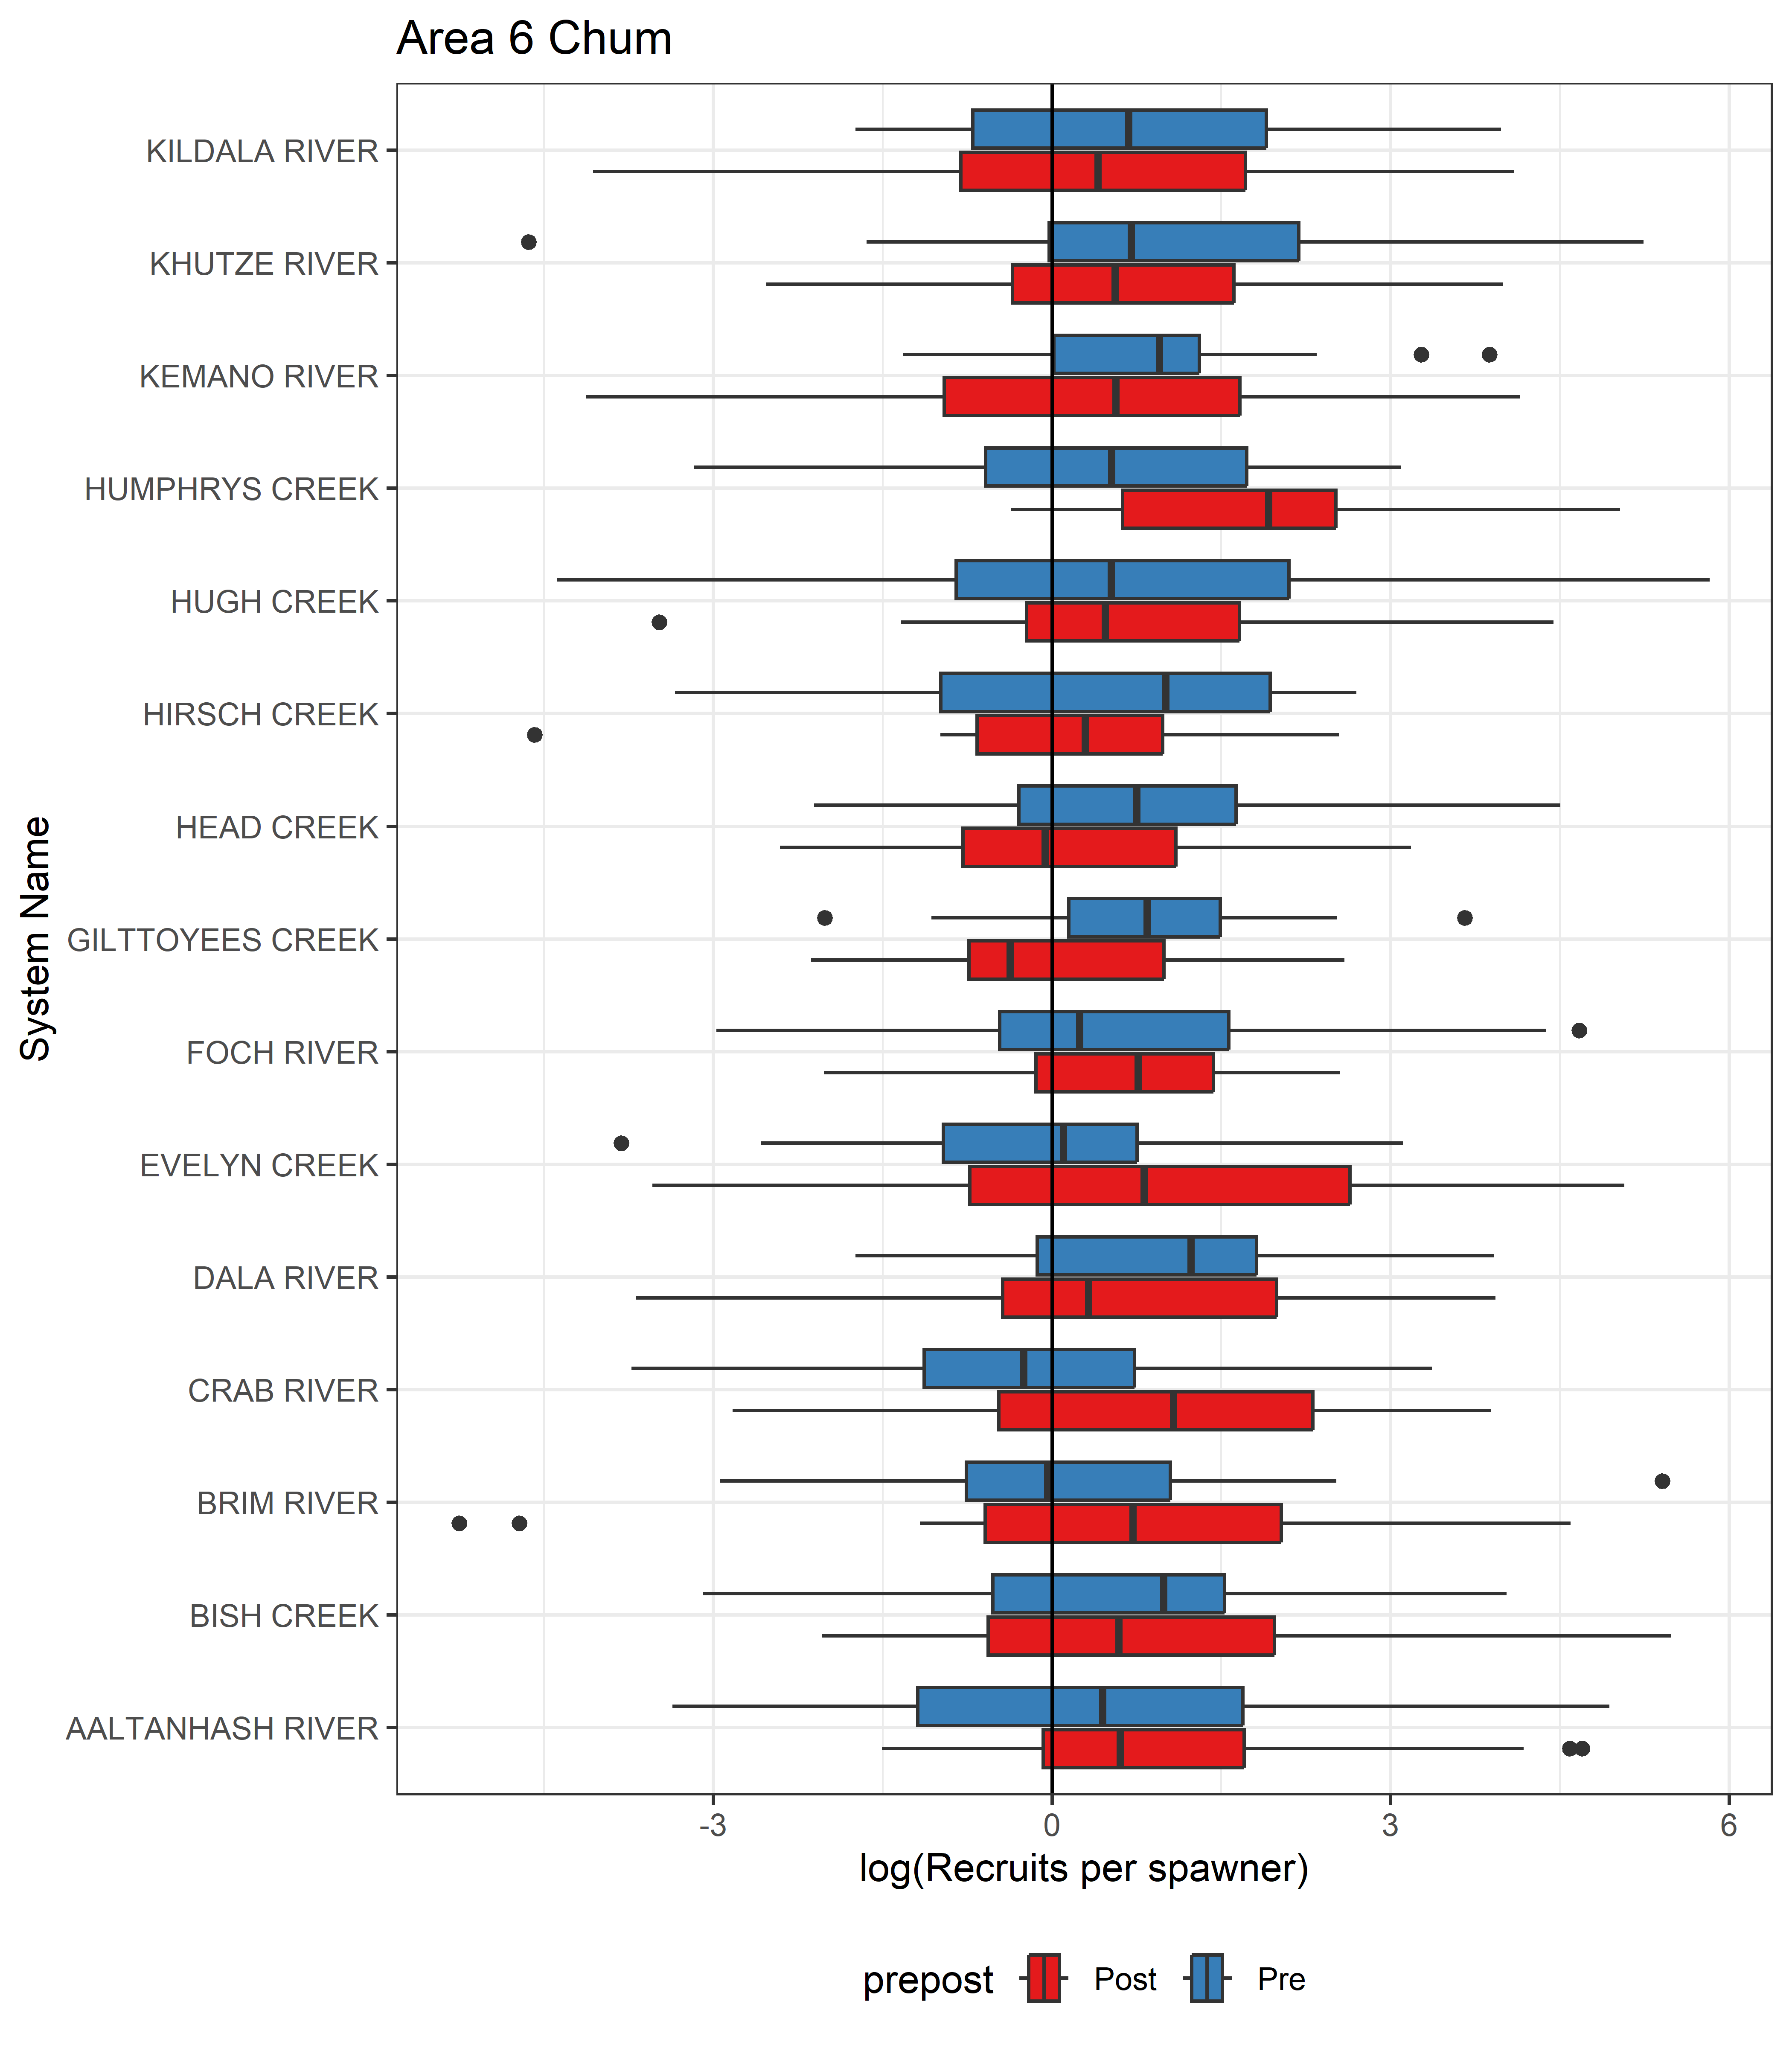 Area 6 Chum
System Name
KILDALA RIVER
KHUTZE RIVER
KEMANO RIVER
HUMPHRYS CREEK
HUGH CREEK
HIRSCH CREEK
HEAD CREEK
GILTTOYEES CREEK
FOCH RIVER
EVELYN CREEK
DALA RIVER
CRAB RIVER
BRIM RIVER
BISH CREEK
AALTANHASH RIVER
-3 0 3 6
log(Recruits per spawner)
prepost Post Pre